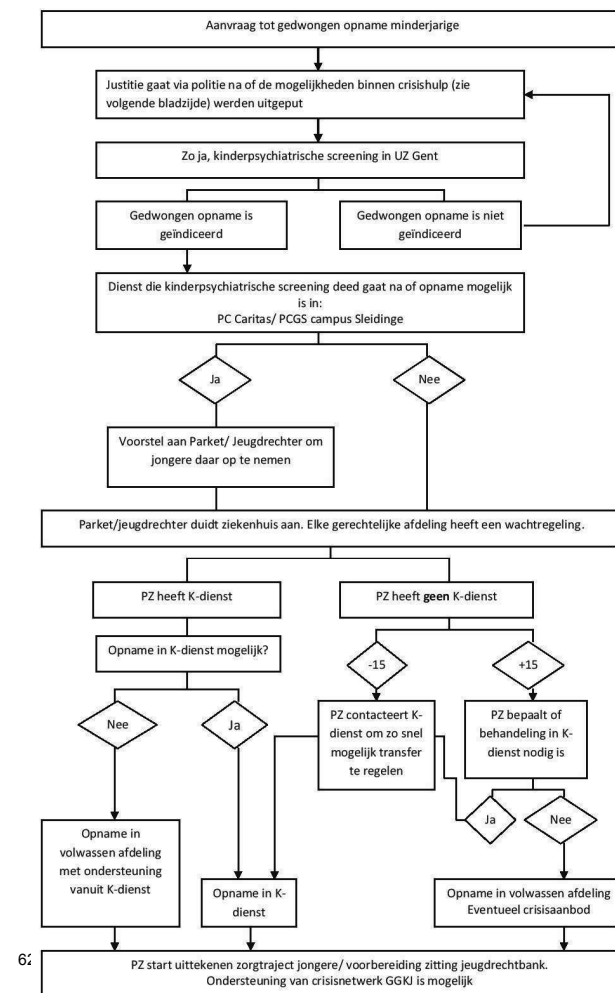 Aanvraag tot gedwongen opname minderjarige
Justitie gaat via politie na of de mogelijkheden binnen crisishulp (zie
volgende bladzijde) werden uitgeput
Zo ja, kinderpsychiatrische screening in UZ Gent
Gedwongen opname is
geïndiceerd
Gedwongen opname is niet
geïndiceerd
Dienst die kinderpsychiatrische screening deed gaat na of opname mogelijk
is in:
PC Caritas/ PCGS campus Sleidinge
Ja
Nee
Voorstel aan Parket/ Jeugdrechter om
jongere daar op te nemen
Parket/jeugdrechter duidt ziekenhuis aan. Elke gerechtelijke afdeling heeft een wachtregeling.
PZ heeft K-dienst
PZ heeft geen K-dienst
Opname in K-dienst mogelijk?
-15
+15
Nee
Ja
PZ contacteert K-
dienst om zo snel
mogelijk transfer
te regelen
PZ bepaalt of
behandeling in K-
dienst nodig is
Ja
Nee
Opname in
volwassen afdeling
met ondersteuning
vanuit K-dienst
Opname in K-
dienst
Opname in volwassen afdeling
Eventueel crisisaanbod
PZ start uittekenen zorgtraject jongere/ voorbereiding zitting jeugdrechtbank.
Ondersteuning van crisisnetwerk GGKJ is mogelijk